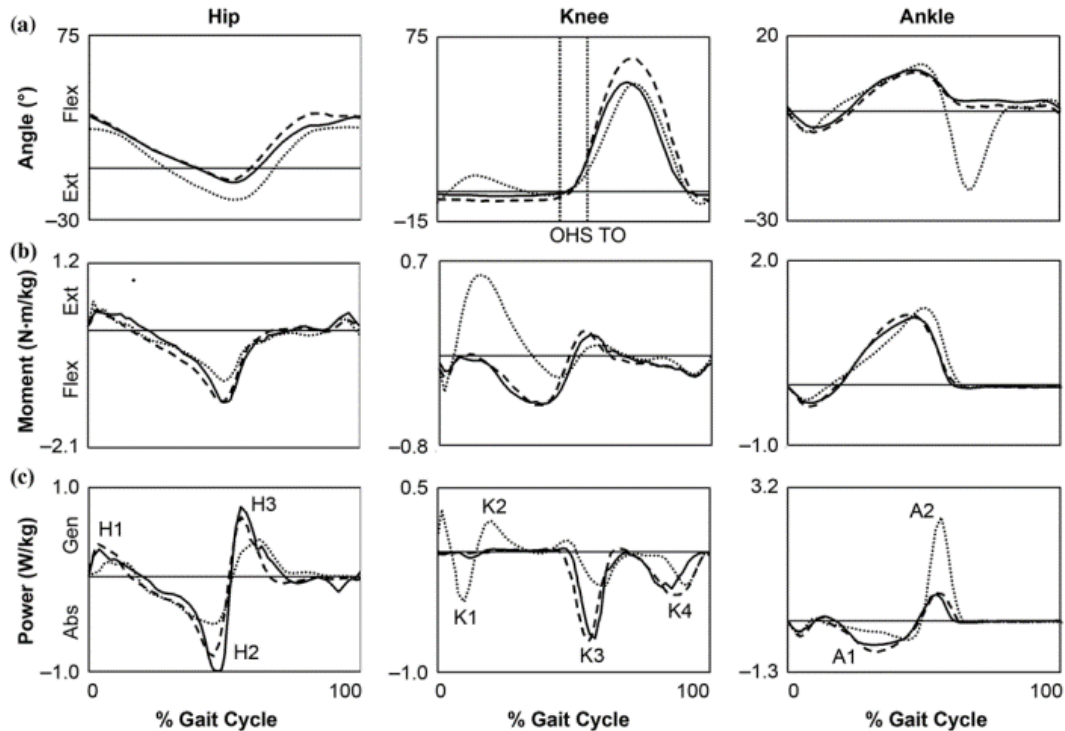 (a) Hip Knee Ankle
75 75 20
Angle (°)
Flex
Ext
–30 –15 –30
OHS TO
(b) 1.2 0.7 2.0
Moment (N·m/kg)
Ext
Flex
–2.1 –0.8 –1.0
(c) 1.0 0.5 3.2
Power (W/kg)
Gen
Abs
H1 H3 K2 A2
H2 K1 K3 K4 A1
–1.0 –1.0 –1.3
0 100 0 100 0 100
% Gait Cycle % Gait Cycle % Gait Cycle